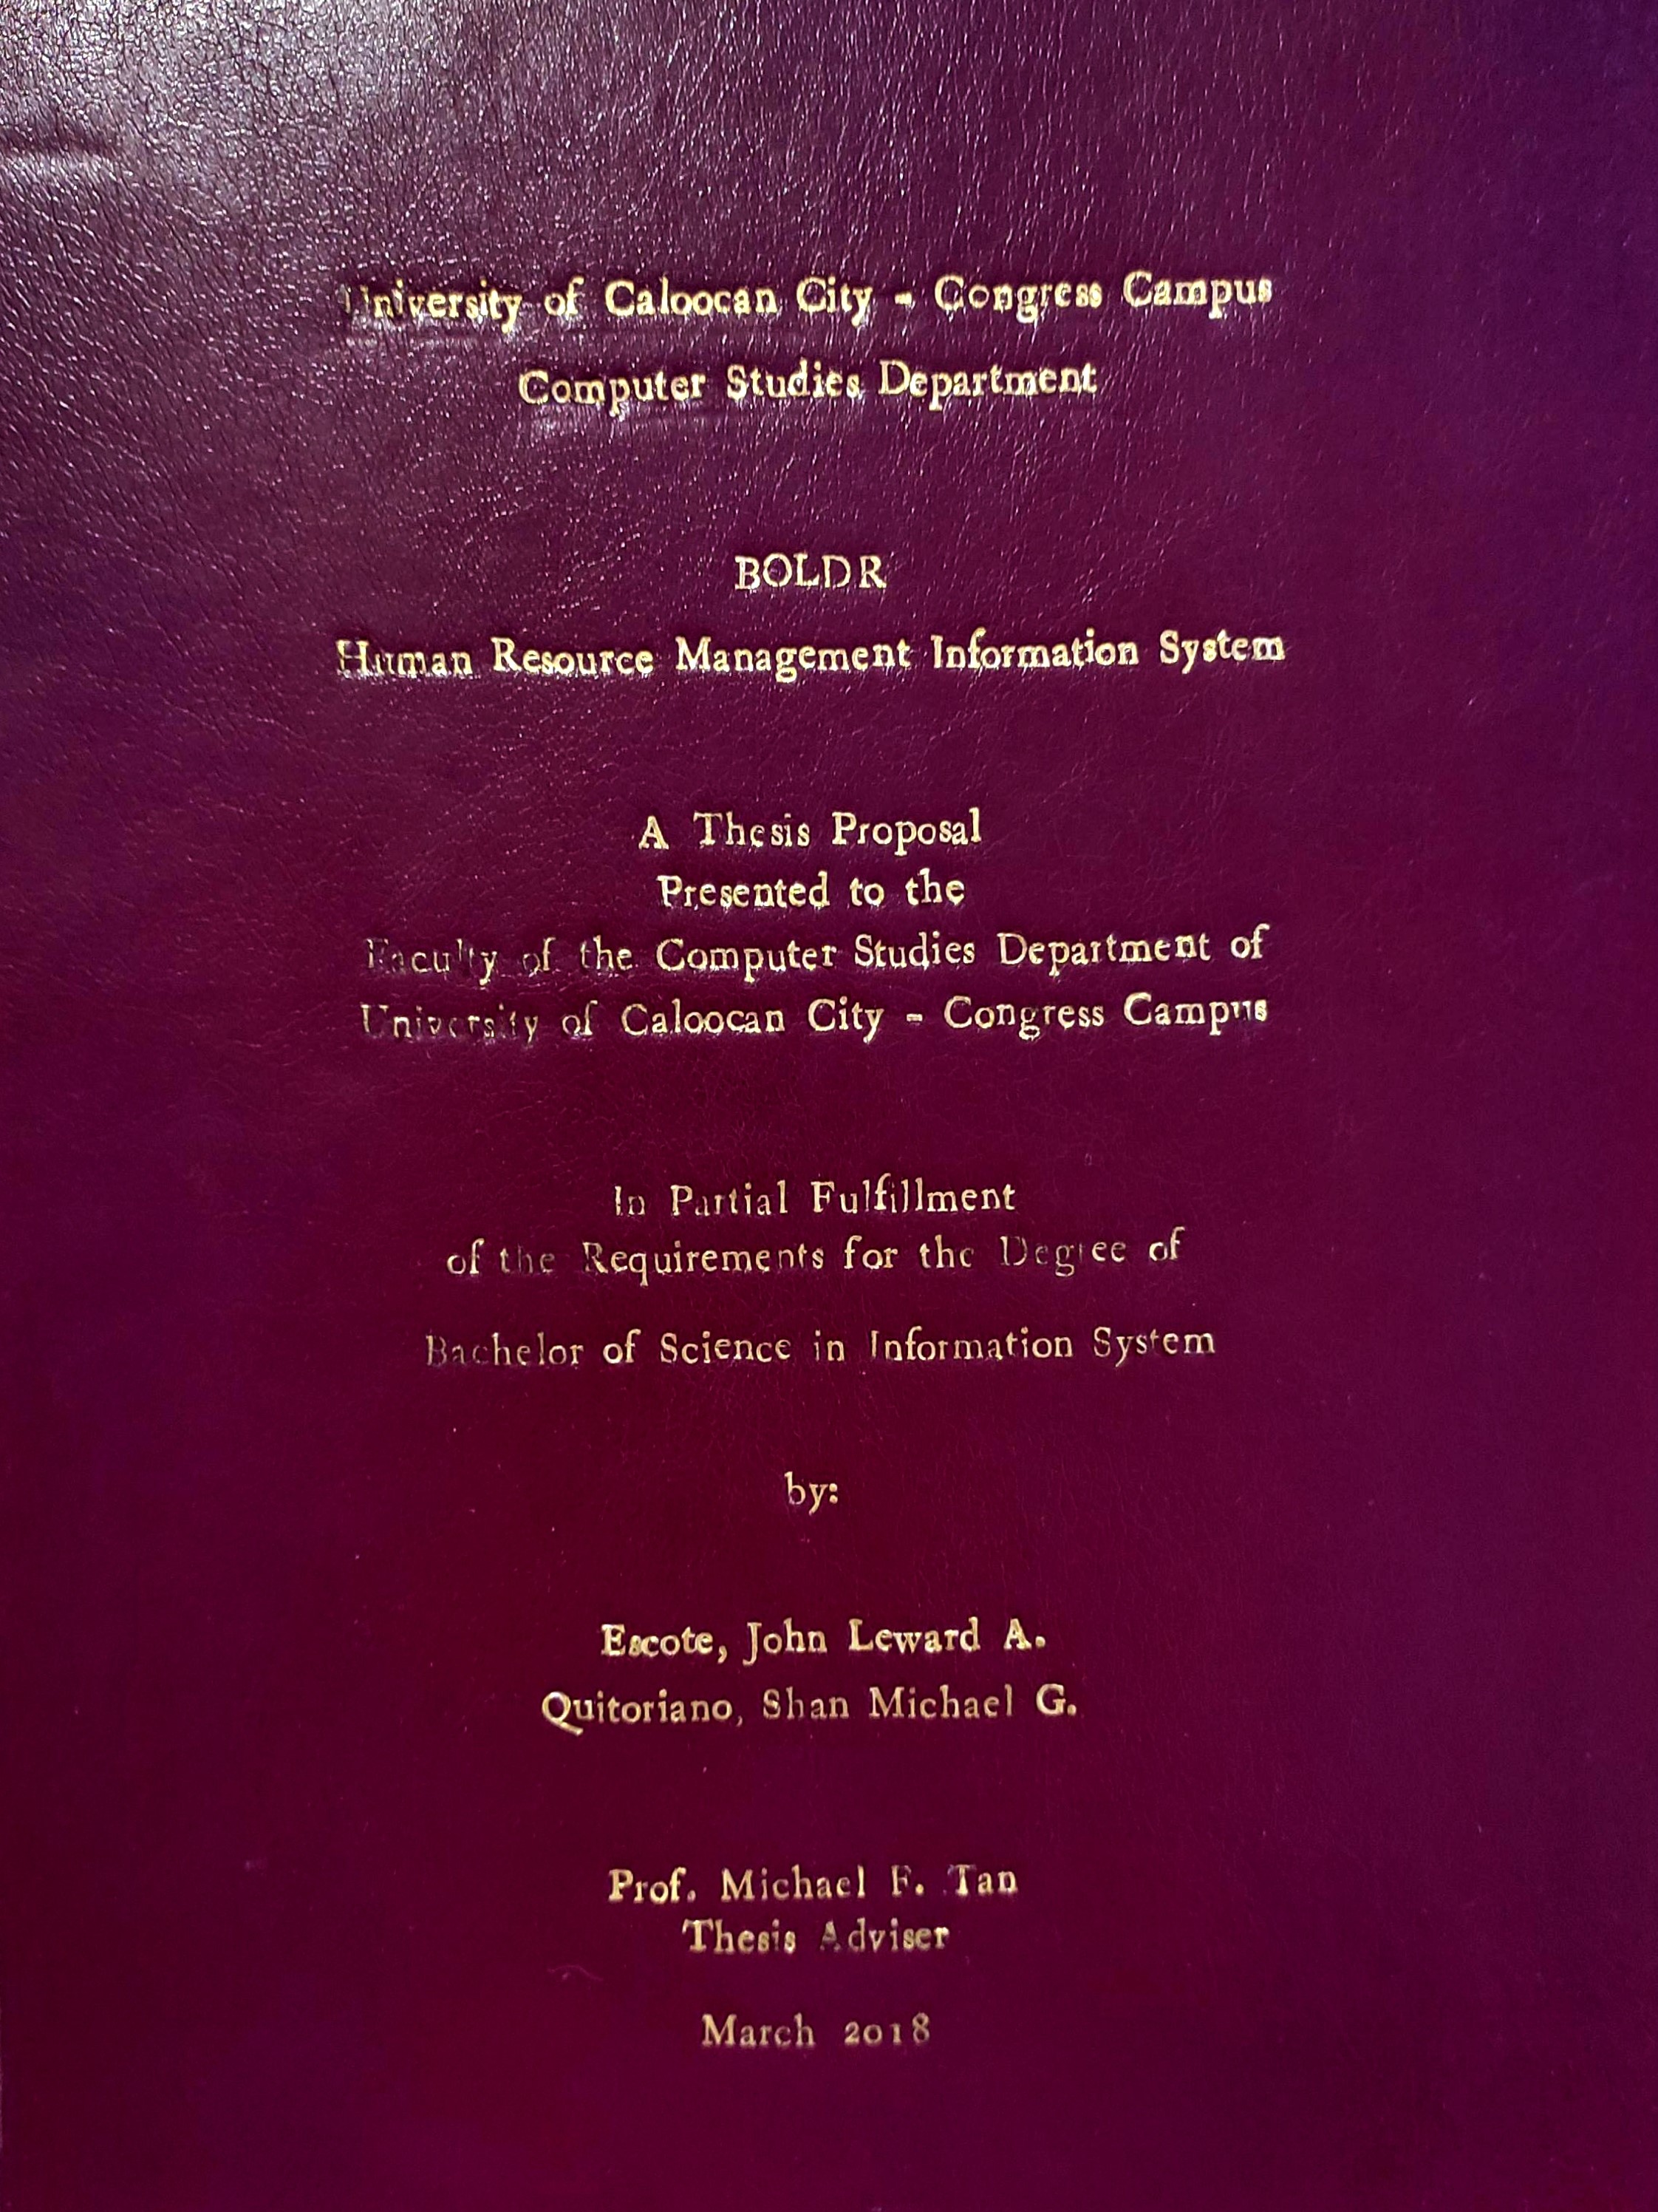 University of Caloocan City - Congress Campus
Computer Studies Department
BOLDR
Human Resource Management Information System
A Thesis Proposal
Presented to the
Faculty of the Computer Studies Department of
University of Caloocan City - Congress Campus
In Partial Fulfillment
of the Requirements for the Degree of
Bachelor of Science in Information System
by:
Escote, John Leward A.
Quitoriano, Shan Michael G.
Prof. Michael F. Tan
Thesis Adviser
March 2018